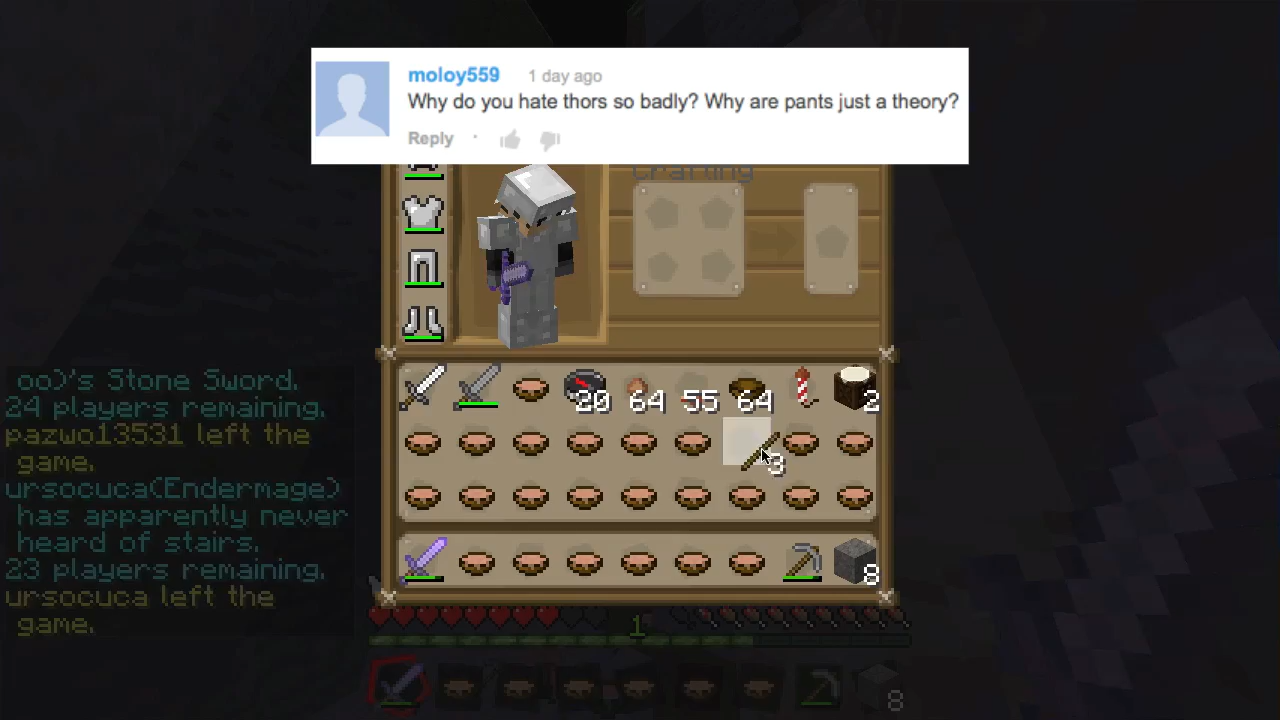 moloy559 1 day ago
Why do you hate thors so badly? Why are pants just a theory?
Reply ·
Crafting
20 64 55 64 2
3
8
oo)'s Stone Sword.
24 players remaining.
pazwo13531 left the
game.
ursocuca(Endermage)
has apparently never
heard of stairs.
23 players remaining.
ursocuca left the
game.
1
8